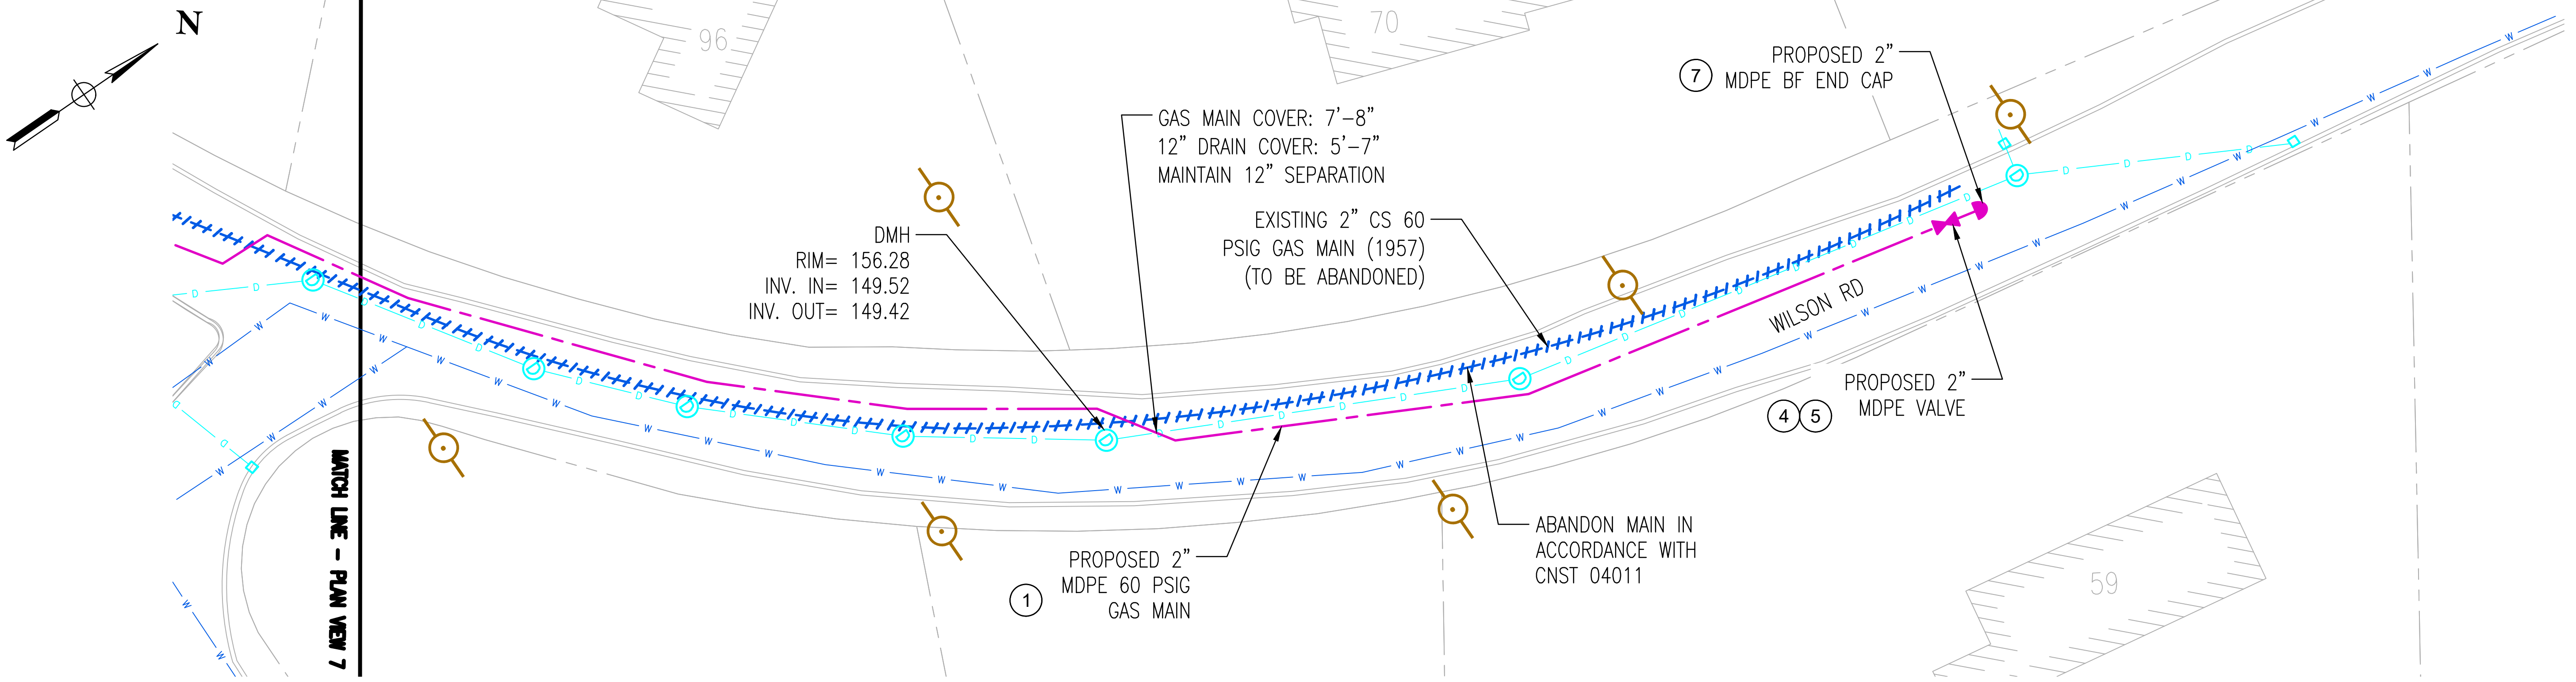 N
96
70
PROPOSED 2"
7
MDPE BF END CAP
GAS MAIN COVER: 7'-8"
12" DRAIN COVER: 5'-7"
MAINTAIN 12" SEPARATION
EXISTING 2" CS 60
PSIG GAS MAIN (1957)
(TO BE ABANDONED)
DMH
RIM= 156.28
INV. IN= 149.52
INV. OUT= 149.42
WILSON RD
PROPOSED 2"
MDPE VALVE
4 5
MATCH LINE - PLAN VIEW 7
ABANDON MAIN IN
ACCORDANCE WITH
CNST 04011
PROPOSED 2"
MDPE 60 PSIG
GAS MAIN
1
59